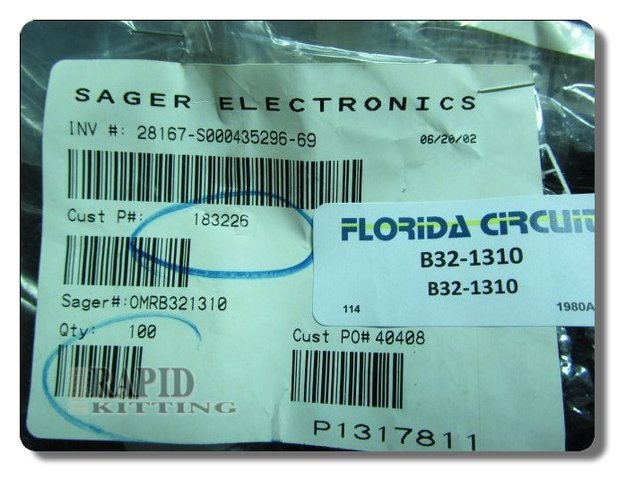 SAGER ELECTRONICS
INV #: 28167-S000435296-69
06/20/02
Cust P#: 183226
FLORIDA CIRCUIT
B32-1310
B32-1310
114 1980A
Sager#:OMRB321310
Qty: 100
Cust PO# 40408
RAPID
KITTING
P1317811